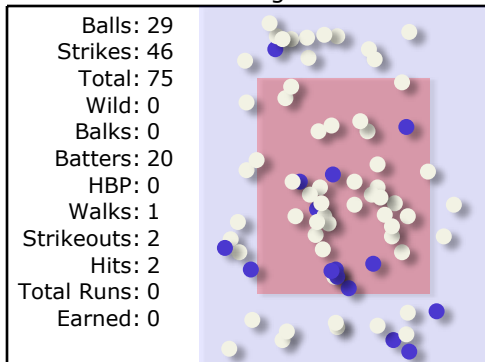 Balls: 29
Strikes: 46
Total: 75
Wild: 0
Balks: 0
Batters: 20
HBP: 0
Walks: 1
Strikeouts: 2
Hits: 2
Total Runs: 0
Earned: 0